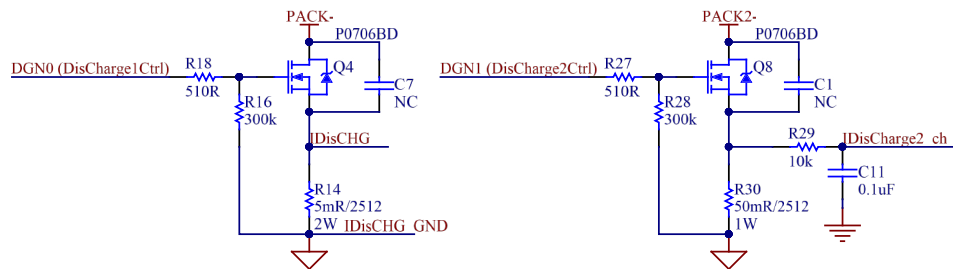 PACK-
P0706BD
DGN0 (DisCharge1Ctrl)
R18
510R
Q4
C7
NC
R16
300k
IDisCHG
R14
5mR/2512
2W
IDisCHG_GND
PACK2-
P0706BD
DGN1 (DisCharge2Ctrl)
R27
510R
Q8
C1
NC
R28
300k
R29
10k
IDisCharge2_ch
C11
0.1uF
R30
50mR/2512
1W